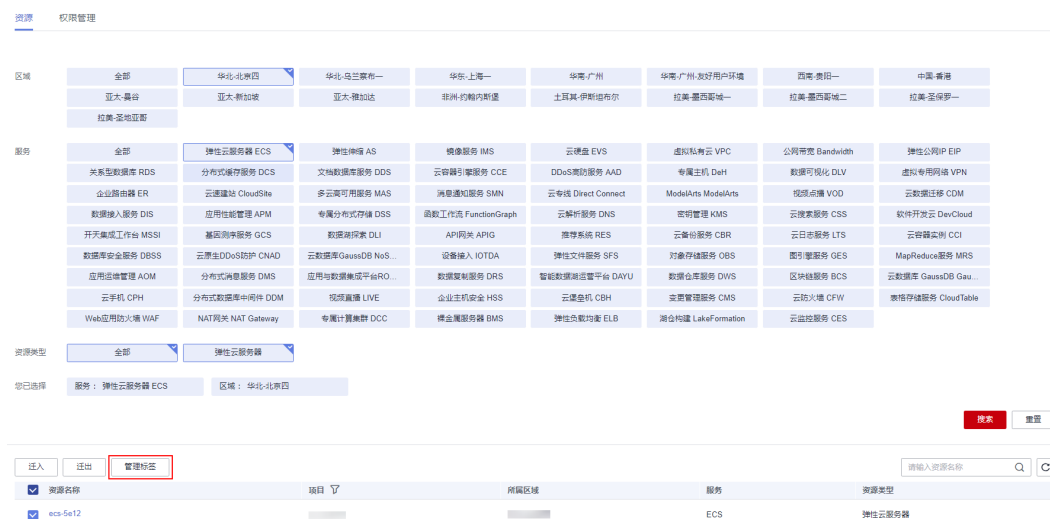 资源 权限管理
区域 全部 华北-北京四 华北-乌兰察布一 华东-上海一 华南-广州 华南-广州-友好用户环境 西南-贵阳一 中国-香港
亚太-曼谷 亚太-新加坡 亚太-雅加达 非洲-约翰内斯堡 土耳其-伊斯坦布尔 拉美-墨西哥城一 拉美-墨西哥城二 拉美-圣保罗一
拉美-圣地亚哥
服务 全部 弹性云服务器 ECS 弹性伸缩 AS 镜像服务 IMS 云硬盘 EVS 虚拟私有云 VPC 公网带宽 Bandwidth 弹性公网IP EIP
关系型数据库 RDS 分布式缓存服务 DCS 文档数据库服务 DDS 云容器引擎服务 CCE DDoS高防服务 AAD 专属主机 DeH 数据可视化 DLV 虚拟专用网络 VPN
企业路由器 ER 云速建站 CloudSite 多云高可用服务 MAS 消息通知服务 SMN 云专线 Direct Connect ModelArts ModelArts 视频点播 VOD 云数据迁移 CDM
数据接入服务 DIS 应用性能管理 APM 专属分布式存储 DSS 函数工作流 FunctionGraph 云解析服务 DNS 密钥管理 KMS 云搜索服务 CSS 软件开发云 DevCloud
开天集成工作台 MSSI 基因测序服务 GCS 数据湖探索 DLI API网关 APIG 推荐系统 RES 云备份服务 CBR 云日志服务 LTS 云容器实例 CCI
数据库安全服务 DBSS 云原生DDoS防护 CNAD 云数据库GaussDB NoS... 设备接入 IOTDA 弹性文件服务 SFS 对象存储服务 OBS 图引擎服务 GES MapReduce服务 MRS
应用运维管理 AOM 分布式消息服务 DMS 应用与数据集成平台RO... 数据复制服务 DRS 智能数据湖运营平台 DAYU 数据仓库服务 DWS 区块链服务 BCS 云数据库 GaussDB Gau...
云手机 CPH 分布式数据库中间件 DDM 视频直播 LIVE 企业主机安全 HSS 云堡垒机 CBH 变更管理服务 CMS 云防火墙 CFW 表格存储服务 CloudTable
Web应用防火墙 WAF NAT网关 NAT Gateway 专属计算集群 DCC 裸金属服务器 BMS 弹性负载均衡 ELB 湖仓构建 LakeFormation 云监控服务 CES
资源类型 全部 弹性云服务器
您已选择 服务： 弹性云服务器 ECS 区域： 华北-北京四
搜索 重置
迁入 迁出 管理标签 请输入资源名称
资源名称 项目 所属区域 服务 资源类型
ecs-5e12 ECS 弹性云服务器